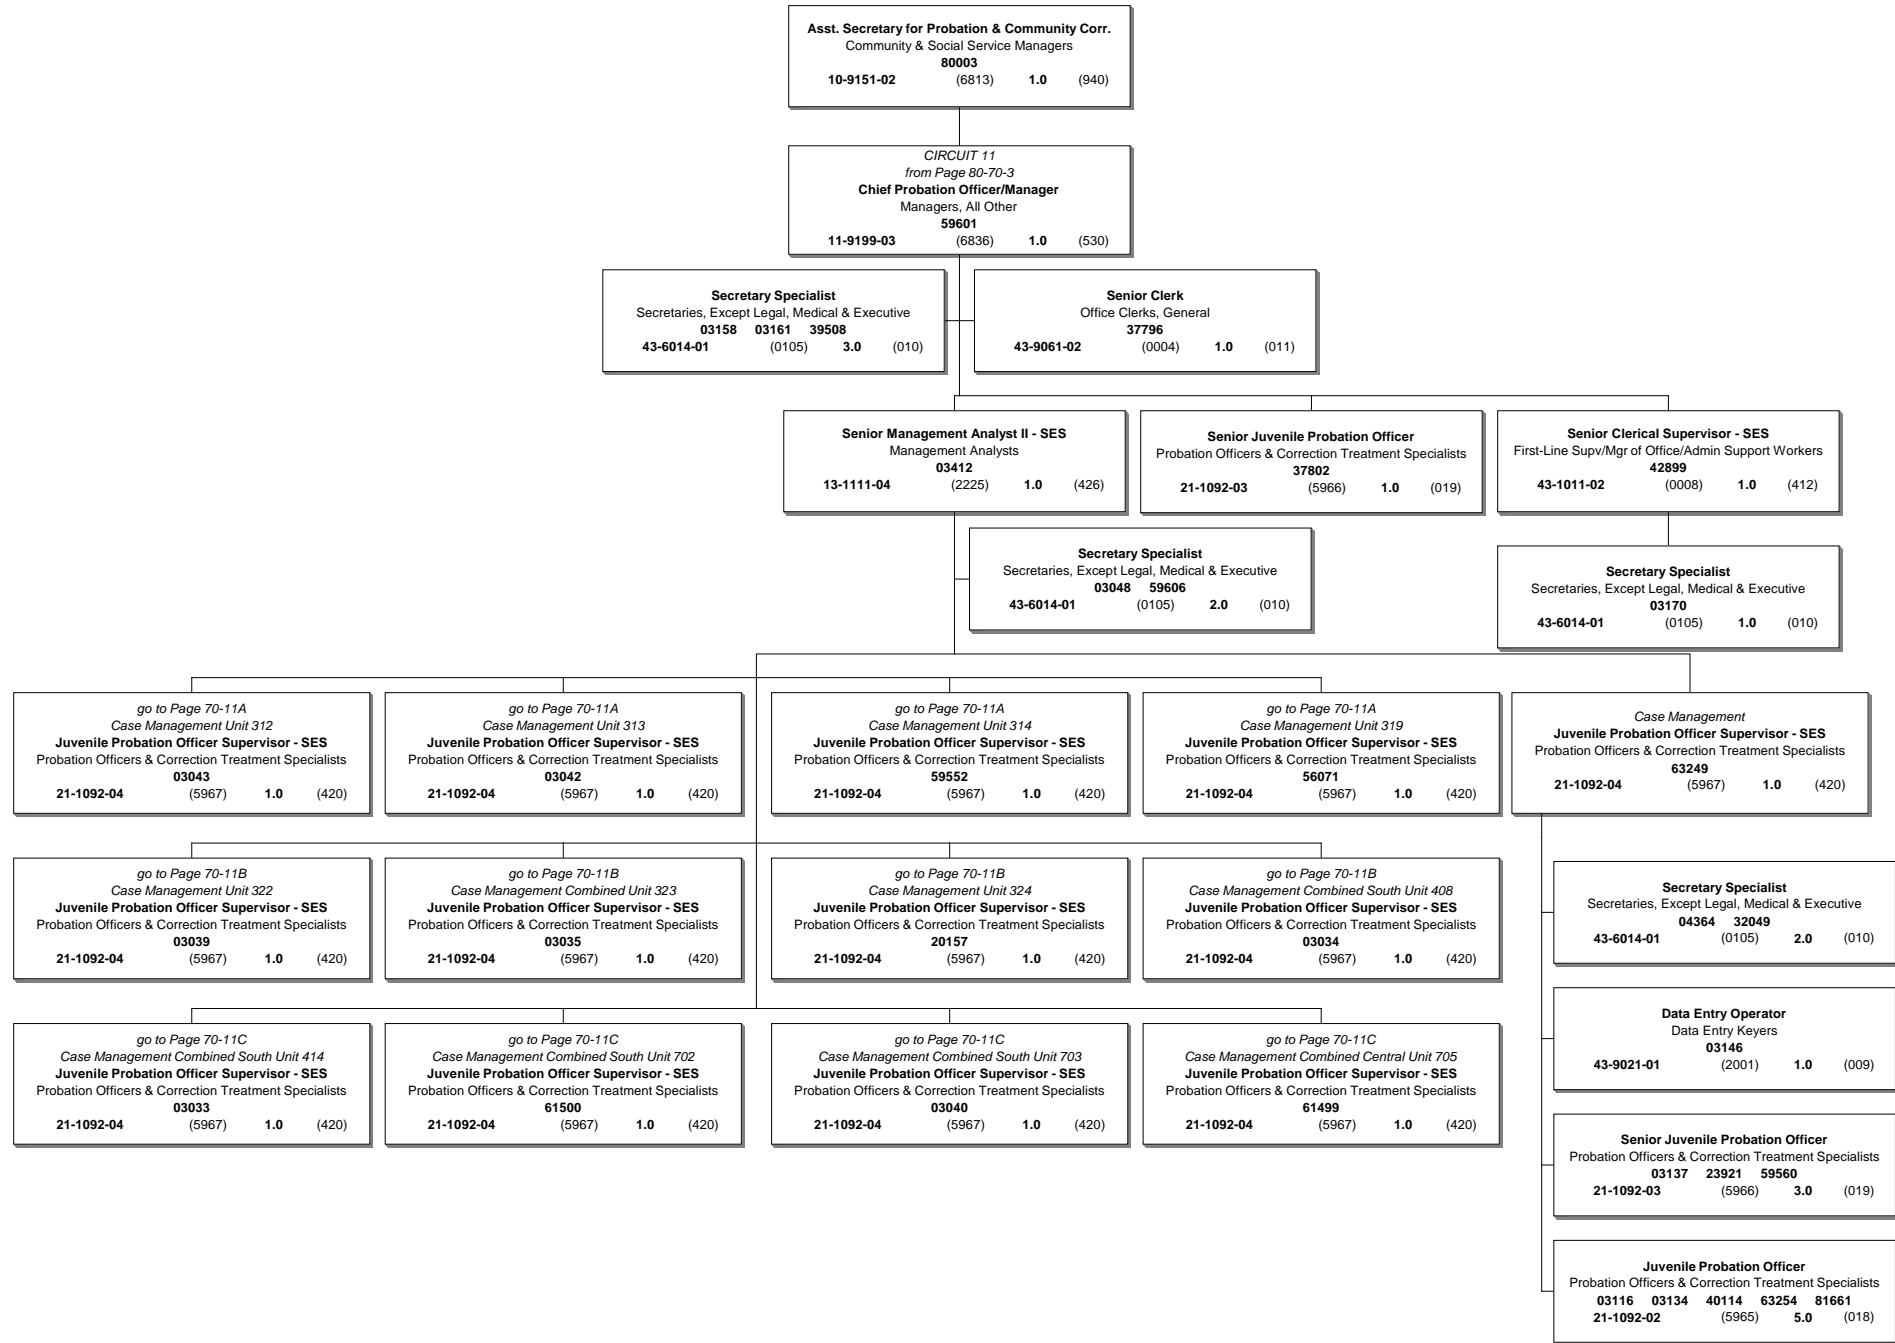 Asst. Secretary for Probation & Community Corr.
Community & Social Service Managers
80003
10-9151-02 (6813) 1.0 (940)
CIRCUIT 11
from Page 80-70-3
Chief Probation Officer/Manager
Managers, All Other
59601
11-9199-03 (6836) 1.0 (530)
Secretary Specialist
Secretaries, Except Legal, Medical & Executive
03158 03161 39508
43-6014-01 (0105) 3.0 (010)
Senior Clerk
Office Clerks, General
37796
43-9061-02 (0004) 1.0 (011)
Senior Management Analyst II - SES
Management Analysts
03412
13-1111-04 (2225) 1.0 (426)
Senior Juvenile Probation Officer
Probation Officers & Correction Treatment Specialists
37802
21-1092-03 (5966) 1.0 (019)
Senior Clerical Supervisor - SES
First-Line Supv/Mgr of Office/Admin Support Workers
42899
43-1011-02 (0008) 1.0 (412)
Secretary Specialist
Secretaries, Except Legal, Medical & Executive
03048 59606
43-6014-01 (0105) 2.0 (010)
Secretary Specialist
Secretaries, Except Legal, Medical & Executive
03170
43-6014-01 (0105) 1.0 (010)
go to Page 70-11A
Case Management Unit 312
Juvenile Probation Officer Supervisor - SES
Probation Officers & Correction Treatment Specialists
03043
21-1092-04 (5967) 1.0 (420)
go to Page 70-11A
Case Management Unit 313
Juvenile Probation Officer Supervisor - SES
Probation Officers & Correction Treatment Specialists
03042
21-1092-04 (5967) 1.0 (420)
go to Page 70-11A
Case Management Unit 314
Juvenile Probation Officer Supervisor - SES
Probation Officers & Correction Treatment Specialists
59552
21-1092-04 (5967) 1.0 (420)
go to Page 70-11A
Case Management Unit 319
Juvenile Probation Officer Supervisor - SES
Probation Officers & Correction Treatment Specialists
56071
21-1092-04 (5967) 1.0 (420)
Case Management
Juvenile Probation Officer Supervisor - SES
Probation Officers & Correction Treatment Specialists
63249
21-1092-04 (5967) 1.0 (420)
go to Page 70-11B
Case Management Unit 322
Juvenile Probation Officer Supervisor - SES
Probation Officers & Correction Treatment Specialists
03039
21-1092-04 (5967) 1.0 (420)
go to Page 70-11B
Case Management Combined Unit 323
Juvenile Probation Officer Supervisor - SES
Probation Officers & Correction Treatment Specialists
03035
21-1092-04 (5967) 1.0 (420)
go to Page 70-11B
Case Management Unit 324
Juvenile Probation Officer Supervisor - SES
Probation Officers & Correction Treatment Specialists
20157
21-1092-04 (5967) 1.0 (420)
go to Page 70-11B
Case Management Combined South Unit 408
Juvenile Probation Officer Supervisor - SES
Probation Officers & Correction Treatment Specialists
03034
21-1092-04 (5967) 1.0 (420)
Secretary Specialist
Secretaries, Except Legal, Medical & Executive
04364 32049
43-6014-01 (0105) 2.0 (010)
Data Entry Operator
Data Entry Keyers
03146
43-9021-01 (2001) 1.0 (009)
go to Page 70-11C
Case Management Combined South Unit 414
Juvenile Probation Officer Supervisor - SES
Probation Officers & Correction Treatment Specialists
03033
21-1092-04 (5967) 1.0 (420)
go to Page 70-11C
Case Management Combined South Unit 702
Juvenile Probation Officer Supervisor - SES
Probation Officers & Correction Treatment Specialists
61500
21-1092-04 (5967) 1.0 (420)
go to Page 70-11C
Case Management Combined South Unit 703
Juvenile Probation Officer Supervisor - SES
Probation Officers & Correction Treatment Specialists
03040
21-1092-04 (5967) 1.0 (420)
go to Page 70-11C
Case Management Combined Central Unit 705
Juvenile Probation Officer Supervisor - SES
Probation Officers & Correction Treatment Specialists
61499
21-1092-04 (5967) 1.0 (420)
Senior Juvenile Probation Officer
Probation Officers & Correction Treatment Specialists
03137 23921 59560
21-1092-03 (5966) 3.0 (019)
Juvenile Probation Officer
Probation Officers & Correction Treatment Specialists
03116 03134 40114 63254 81661
21-1092-02 (5965) 5.0 (018)